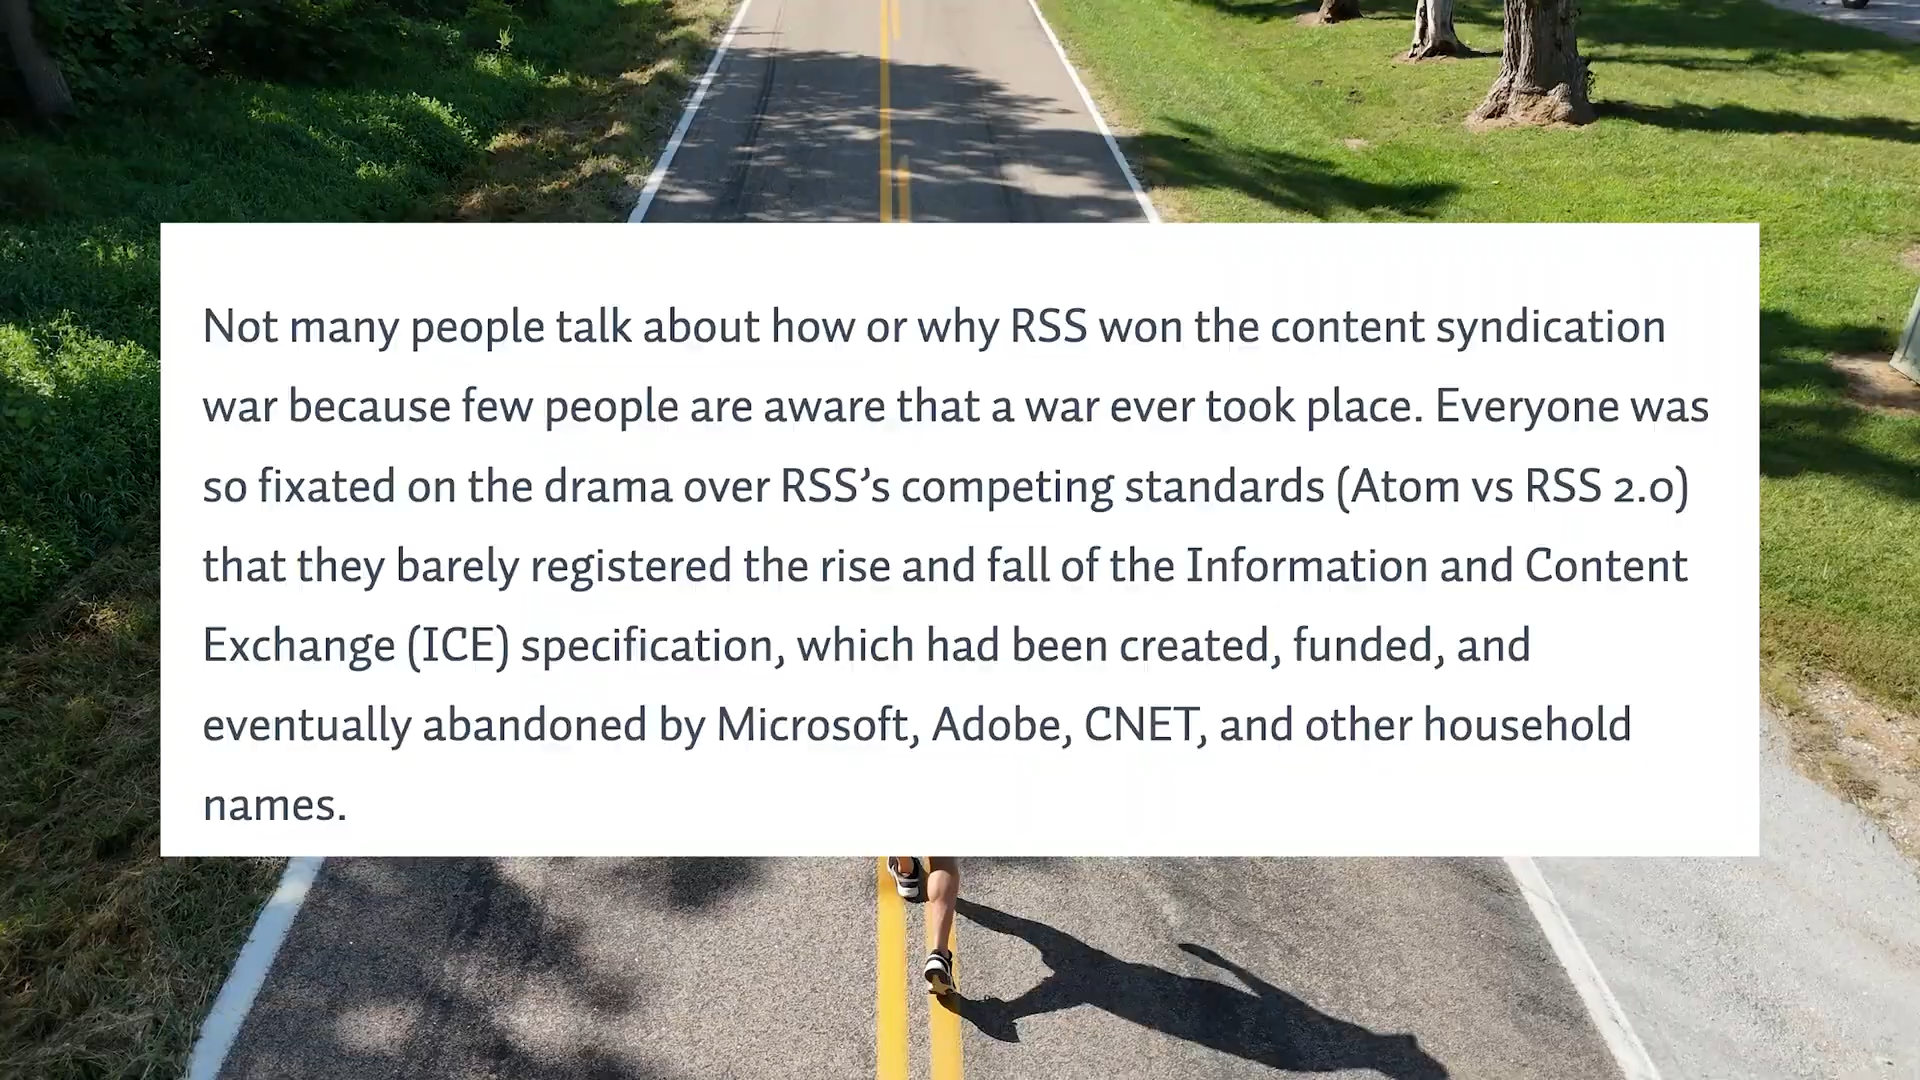 Not many people talk about how or why RSS won the content syndication
war because few people are aware that a war ever took place. Everyone was
so fixated on the drama over RSS’s competing standards (Atom vs RSS 2.0)
that they barely registered the rise and fall of the Information and Content
Exchange (ICE) specification, which had been created, funded, and
eventually abandoned by Microsoft, Adobe, CNET, and other household
names.